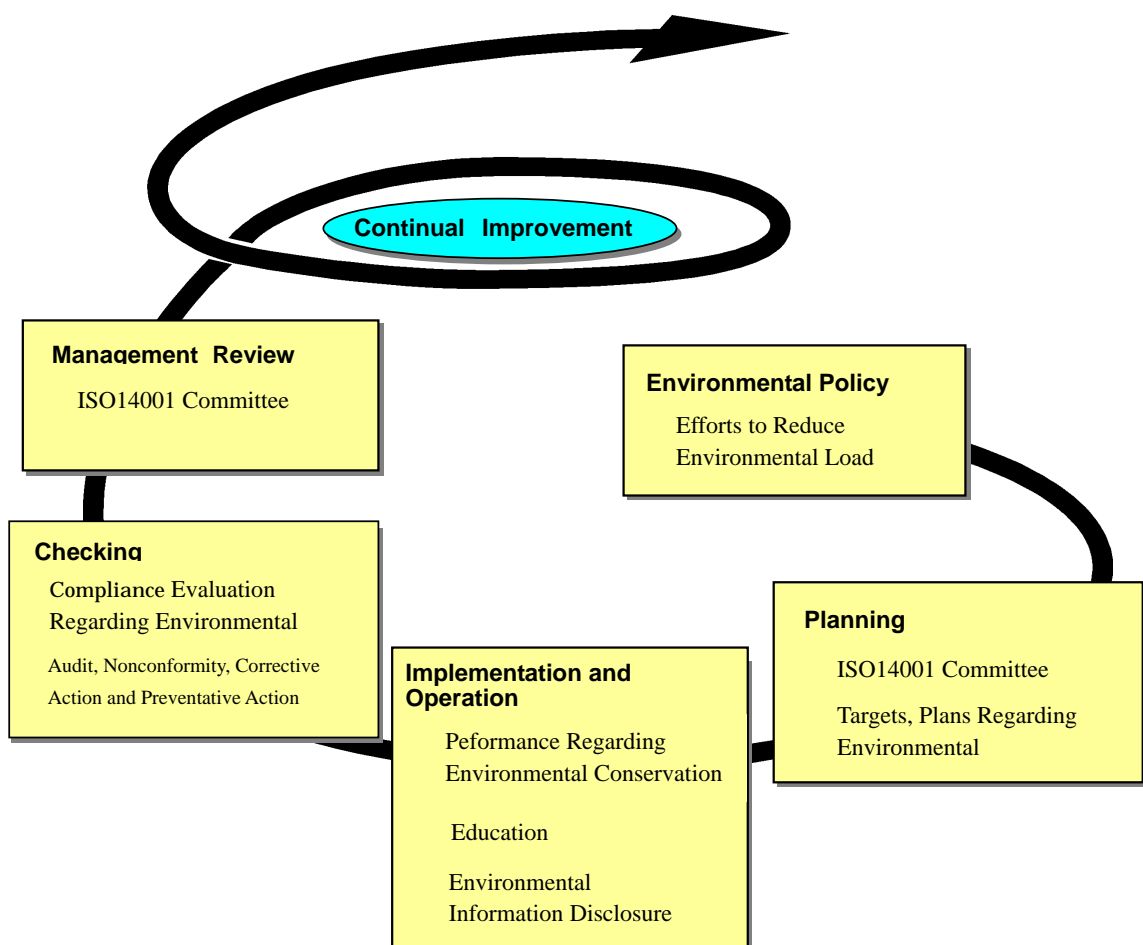 Continual Improvement
Management Review
ISO14001 Committee
Environmental Policy
Efforts to Reduce
Environmental Load
Checking
Compliance Evaluation
Regarding Environmental
Audit, Nonconformity, Corrective
Action and Preventative Action
Implementation and
Operation
Peformance Regarding
Environmental Conservation
Education
Environmental
Information Disclosure
Planning
ISO14001 Committee
Targets, Plans Regarding
Environmental